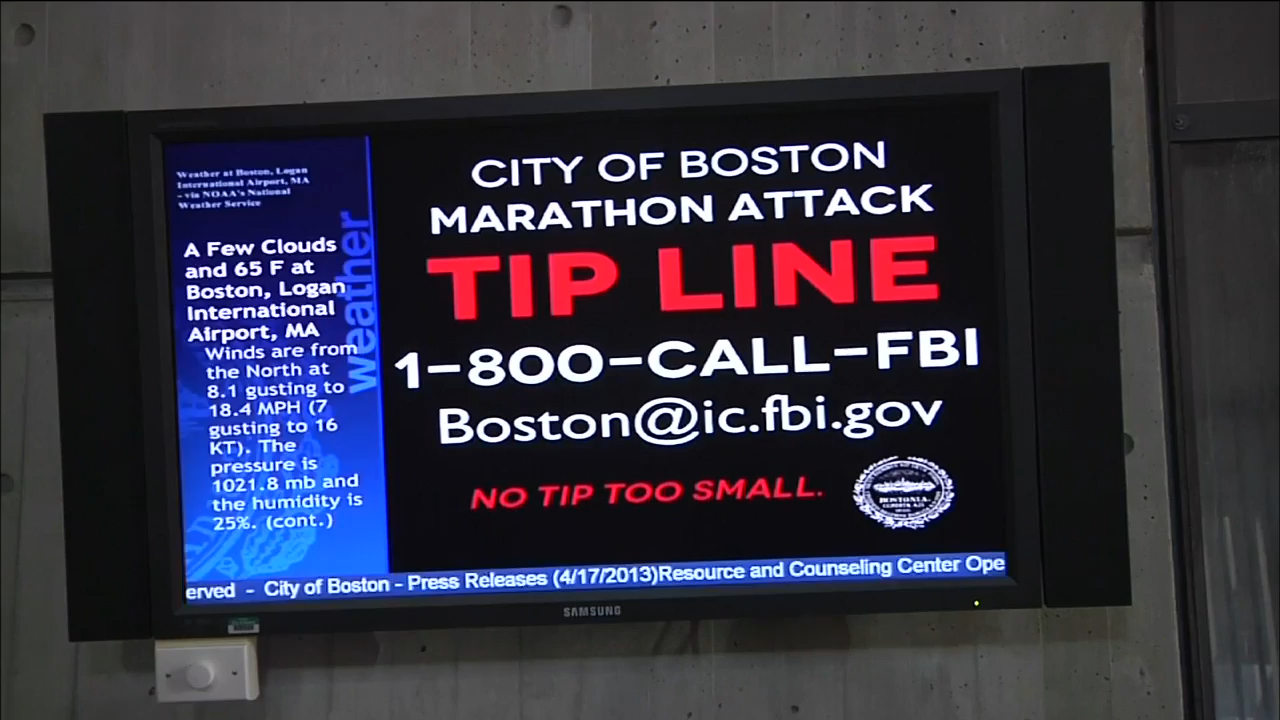 Weather at Boston, Logan
International Airport, MA
- via NOAA's National
Weather Service
A Few Clouds
and 65 F at
Boston, Logan
International
Airport, MA
Winds are from
the North at
8.1 gusting to
18.4 MPH (7
gusting to 16
KT). The
pressure is
1021.8 mb and
the humidity is
25%. (cont.)
weather
CITY OF BOSTON
MARATHON ATTACK
TIP LINE
1-800-CALL-FBI
Boston@ic.fbi.gov
NO TIP TOO SMALL.
BOSTONIA.
erved - City of Boston - Press Releases (4/17/2013)Resource and Counseling Center Ope
SAMSUNG